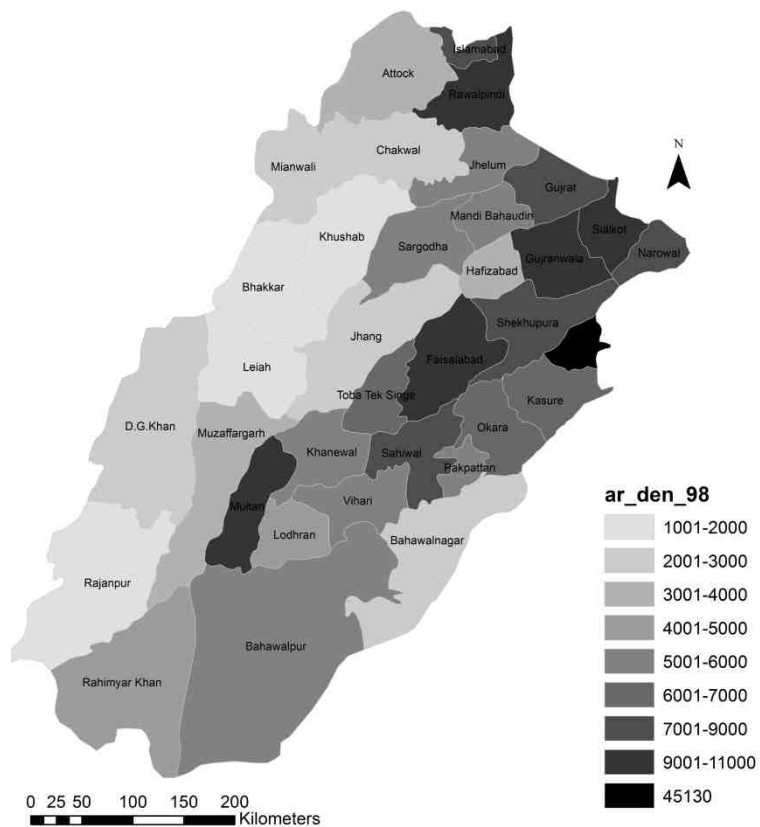 Islamabad
Attock
Rawalpindi
N
Chakwal
Mianwali
Jhelum
Gujrat
Mandi Bahaudin
Khushab
Sialkot
Sargodha
Narowal
Gujranwala
Hafizabad
Bhakkar
Shekhupura
Jhang
Faisalabad
Leiah
Toba Tek Singe
Kasure
D.G.Khan
Okara
Muzaffargarh
Khanewal
Sahiwal
Pakpattan
Vihari
Multan
Lodhran
Bahawalnagar
Rajanpur
Bahawalpur
Rahimyar Khan
ar_den_98
1001-2000
2001-3000
3001-4000
4001-5000
5001-6000
6001-7000
7001-9000
9001-11000
45130
0 25 50 100 150 200
Kilometers